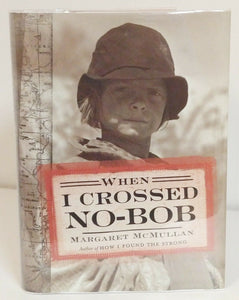 WHEN
I CROSSED
NO-BOB
MARGARET McMULLAN
Author of HOW I FOUND THE STRONG